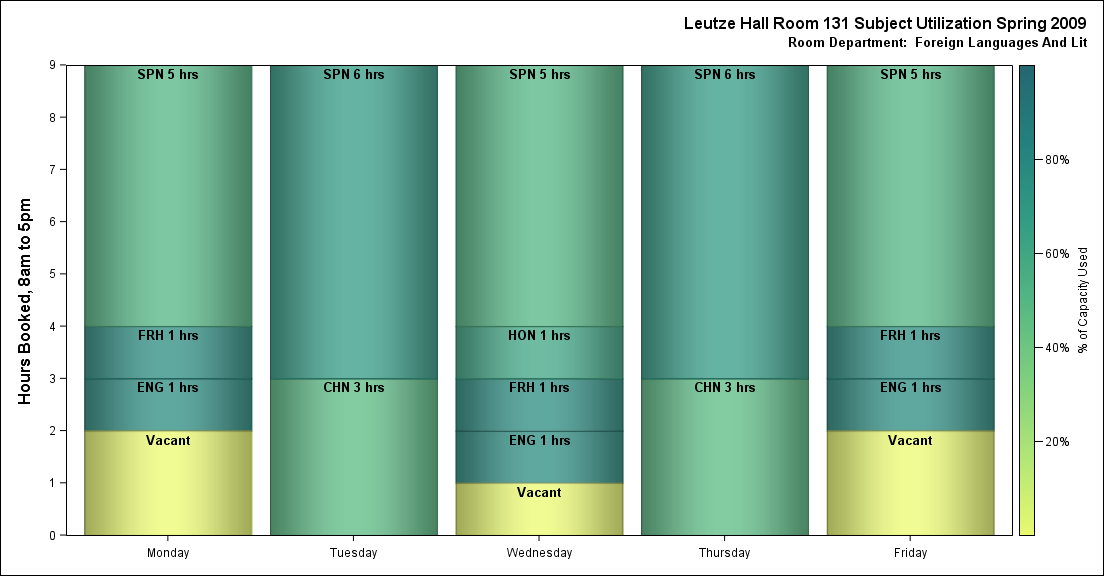 Leutze Hall Room 131 Subject Utilization Spring 2009
Room Department:  Foreign Languages And Lit
Hours Booked, 8am to 5pm
9
8
7
6
5
4
3
2
1
0
SPN 5 hrs
FRH 1 hrs
ENG 1 hrs
Vacant
Monday
SPN 6 hrs
CHN 3 hrs
Tuesday
SPN 5 hrs
HON 1 hrs
FRH 1 hrs
ENG 1 hrs
Vacant
Wednesday
SPN 6 hrs
CHN 3 hrs
Thursday
SPN 5 hrs
FRH 1 hrs
ENG 1 hrs
Vacant
Friday
80%
60%
40%
20%
% of Capacity Used